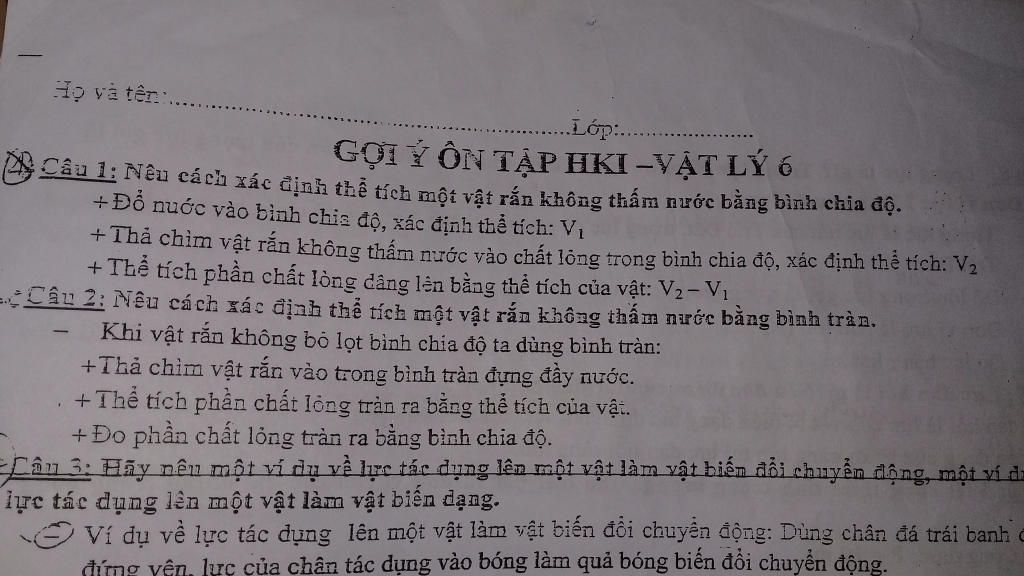 Họ và tên:..........................................................Lớp:.....................
GỢI Ý ÔN TẬP HKI –VẬT LÝ 6
Câu 1: Nêu cách xác định thể tích một vật rắn không thấm nước bằng bình chia độ.
+Đổ nước vào bình chia độ, xác định thể tích: V₁
+Thả chìm vật rắn không thấm nước vào chất lỏng trong bình chia độ, xác định thể tích: V₂
+Thể tích phần chất lỏng dâng lên bằng thể tích của vật: V₂ – V₁
Câu 2: Nêu cách xác định thể tích một vật rắn không thấm nước bằng bình tràn.
– Khi vật rắn không bỏ lọt bình chia độ ta dùng bình tràn:
+Thả chìm vật rắn vào trong bình tràn đựng đầy nước.
+Thể tích phần chất lỏng tràn ra bằng thể tích của vật.
+Đo phần chất lỏng tràn ra bằng bình chia độ.
Câu 3: Hãy nêu một ví dụ về lực tác dụng lên một vật làm vật biến đổi chuyển động, một ví
lực tác dụng lên một vật làm vật biến dạng.
– Ví dụ về lực tác dụng lên một vật làm vật biến đổi chuyển động: Dùng chân đá trái banh
đứng yên, lực của chân tác dụng vào bóng làm quả bóng biến đổi chuyển động.